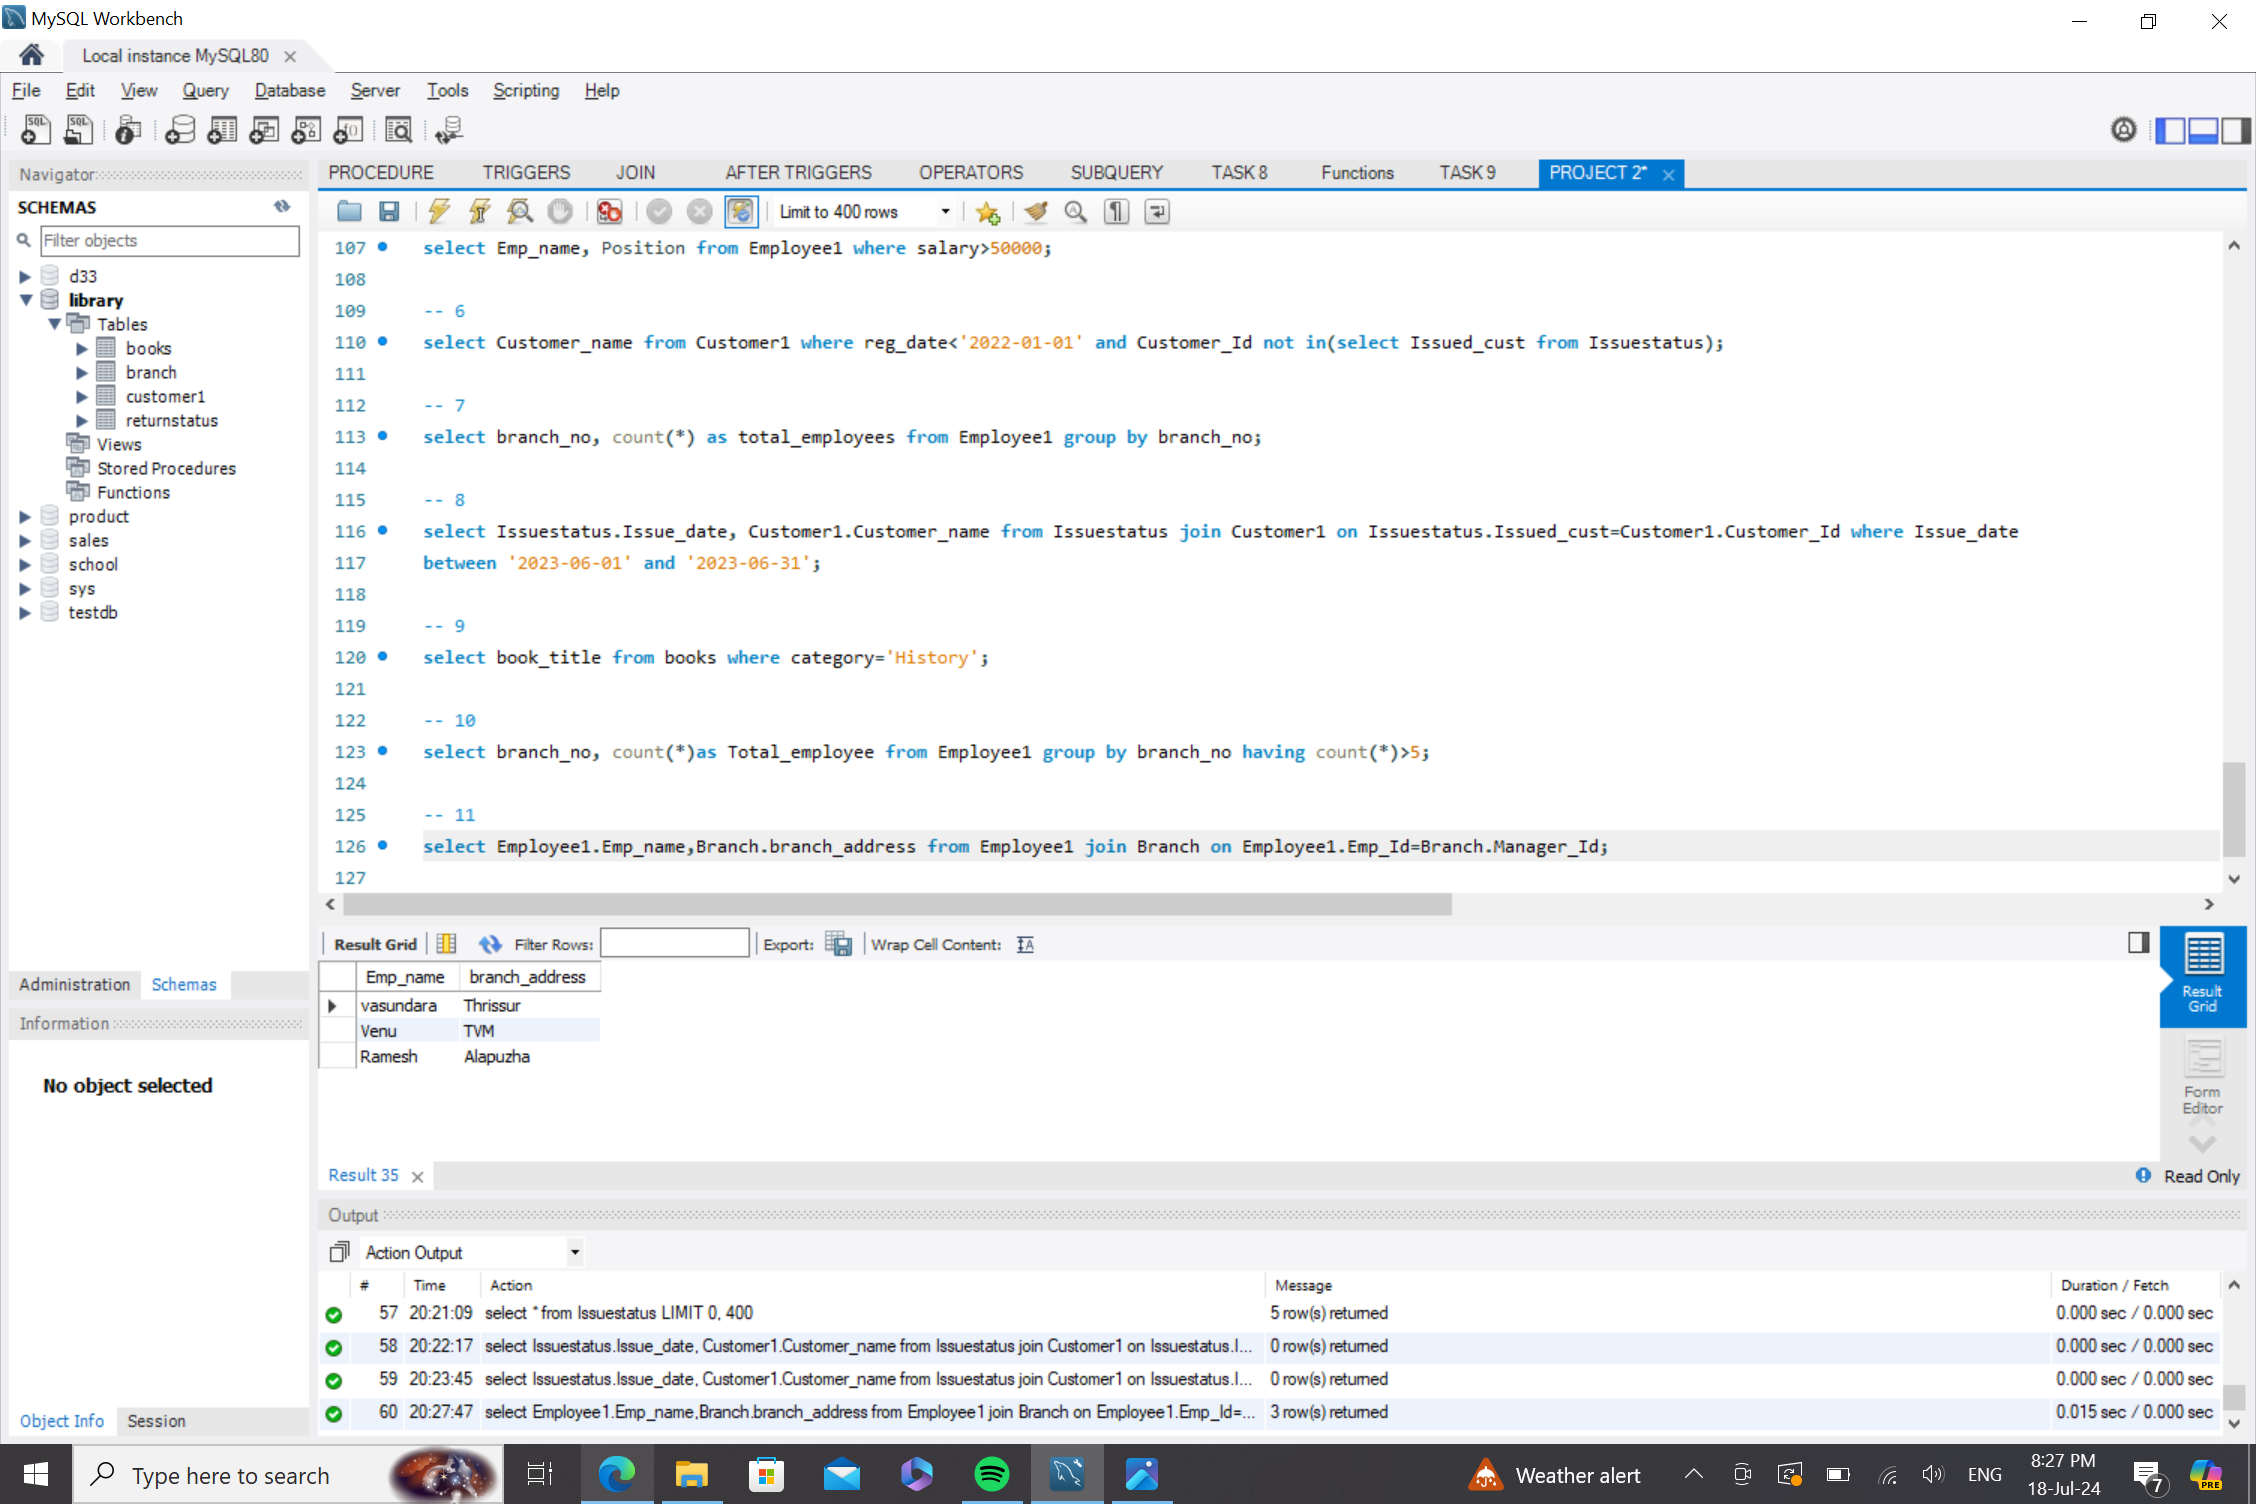 MySQL Workbench
Local instance MySQL80
File Edit View Query Database Server Tools Scripting Help
Navigator
SCHEMAS
Filter objects
d33
library
Tables
books
branch
customer1
returnstatus
Views
Stored Procedures
Functions
product
sales
school
sys
testdb
Administration Schemas
Information
No object selected
Object Info Session
PROCEDURE TRIGGERS JOIN AFTER TRIGGERS OPERATORS SUBQUERY TASK 8 Functions TASK 9 PROJECT 2*
Limit to 400 rows
107 select Emp_name, Position from Employee1 where salary>50000;
108
109 -- 6
110 select Customer_name from Customer1 where reg_date<'2022-01-01' and Customer_Id not in(select Issued_cust from Issuestatus);
111
112 -- 7
113 select branch_no, count(*) as total_employees from Employee1 group by branch_no;
114
115 -- 8
116 select Issuestatus.Issue_date, Customer1.Customer_name from Issuestatus join Customer1 on Issuestatus.Issued_cust=Customer1.Customer_Id where Issue_date
117 between '2023-06-01' and '2023-06-31';
118
119 -- 9
120 select book_title from books where category='History';
121
122 -- 10
123 select branch_no, count(*)as Total_employee from Employee1 group by branch_no having count(*)>5;
124
125 -- 11
126 select Employee1.Emp_name,Branch.branch_address from Employee1 join Branch on Employee1.Emp_Id=Branch.Manager_Id;
127
Result Grid Filter Rows: Export: Wrap Cell Content:
Emp_name branch_address
vasundara Thrissur
Venu TVM
Ramesh Alapuzha
Result Grid
Form Editor
Result 35
Read Only
Output
Action Output
# Time Action Message Duration / Fetch
57 20:21:09 select * from Issuestatus LIMIT 0, 400 5 row(s) returned 0.000 sec / 0.000 sec
58 20:22:17 select Issuestatus.Issue_date, Customer1.Customer_name from Issuestatus join Customer1 on Issuestatus.I... 0 row(s) returned 0.000 sec / 0.000 sec
59 20:23:45 select Issuestatus.Issue_date, Customer1.Customer_name from Issuestatus join Customer1 on Issuestatus.I... 0 row(s) returned 0.000 sec / 0.000 sec
60 20:27:47 select Employee1.Emp_name,Branch.branch_address from Employee1 join Branch on Employee1.Emp_Id=... 3 row(s) returned 0.015 sec / 0.000 sec
Type here to search
Weather alert
ENG
8:27 PM
18-Jul-24
7
PRE